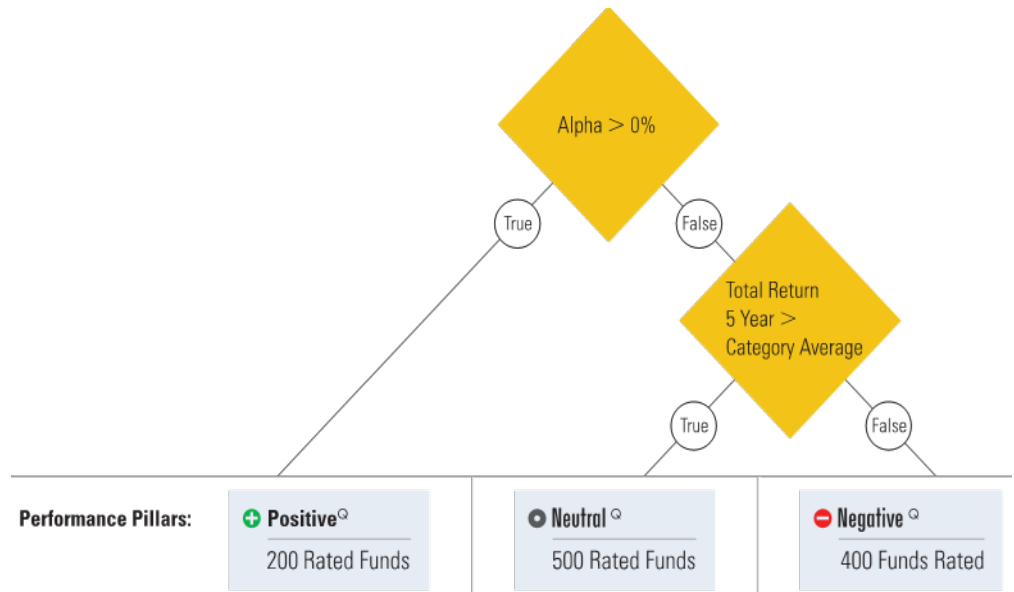 Alpha > 0%
True
False
Total Return
5 Year >
Category Average
True
False
Performance Pillars:
Positive Q
200 Rated Funds
Neutral Q
500 Rated Funds
Negative Q
400 Funds Rated